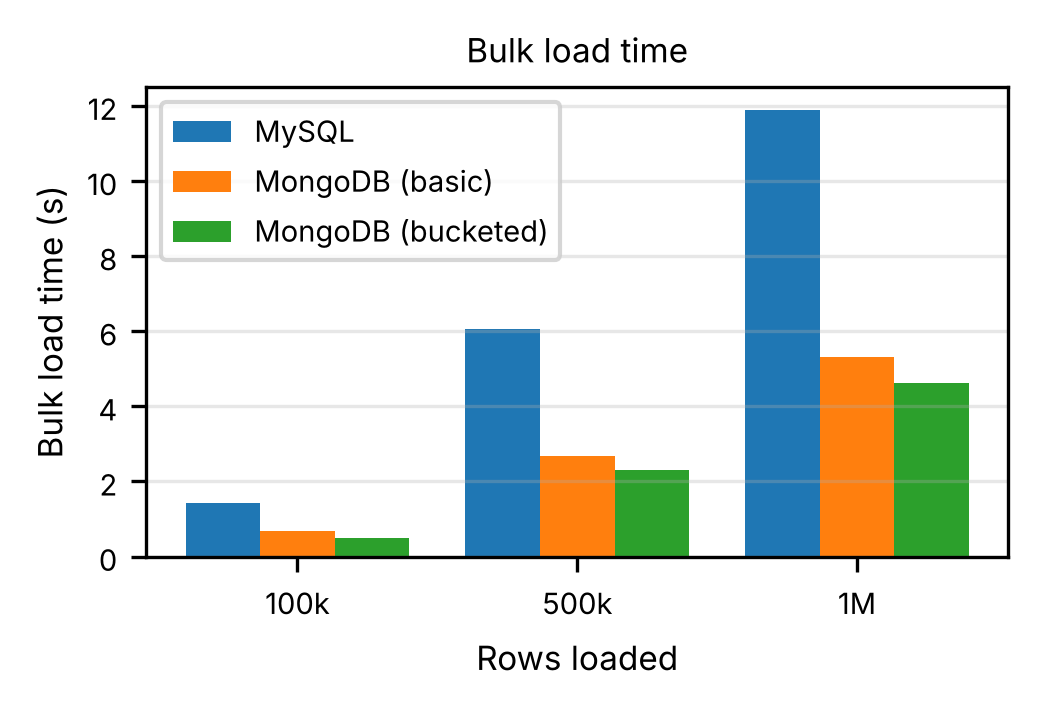 Bulk load time
MySQL
MongoDB (basic)
MongoDB (bucketed)
Bulk load time (s)
12
10
8
6
4
2
0
100k 500k 1M
Rows loaded